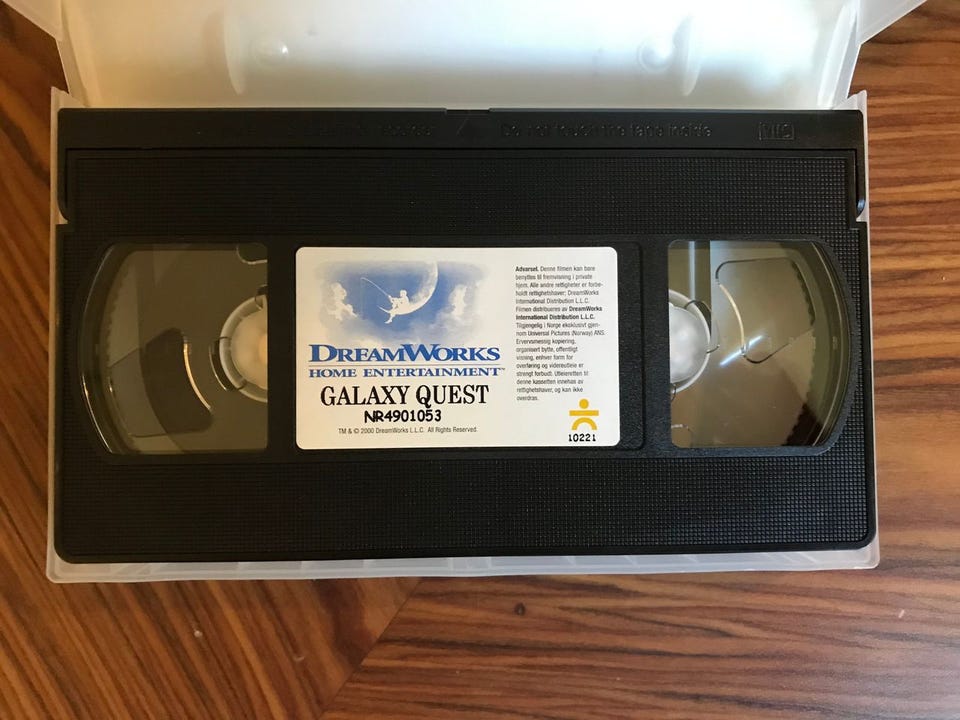 Do not touch the tape inside
VHS
DREAMWORKS
HOME ENTERTAINMENT™
GALAXY QUEST
NR4901053
TM & © 2000 DreamWorks L.L.C. All Rights Reserved.
Advarsel. Denne filmen kan bare
benyttes til fremvisning i private
hjem. Alle andre rettigheter er forbe-
holdt rettighetshaver; DreamWorks
International Distribution L.L.C.
Filmen distribueres av DreamWorks
International Distribution L.L.C.
Tilgjengelig i Norge eksklusivt gjen-
nom Universal Pictures (Norway) ANS.
Ervervsmessig kopiering,
organisert bytte, offentligt
visning, enhver form for
overføring og videreutleie er
strengt forbudt. Utleieretten til
denne kassetten innehas av
rettighetshaver, og kan ikke
overdras.
10221